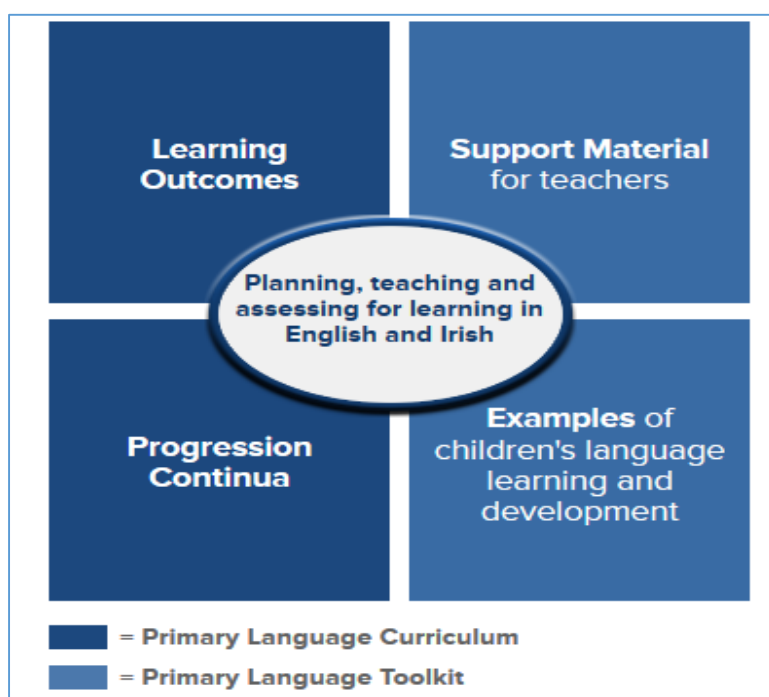 Learning
Outcomes
Support Material
for teachers
Planning, teaching and
assessing for learning in
English and Irish
Progression
Continua
Examples of
children's language
learning and
development
= Primary Language Curriculum
= Primary Language Toolkit